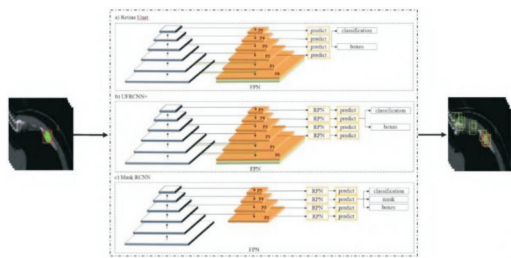 a) Retina Unet
predict
classification
predict
predict
boxes
predict
FPN
b) UFRCNN+
RPN
predict
classification
RPN
predict
RPN
predict
boxes
RPN
predict
FPN
c) Mask RCNN
RPN
predict
classification
RPN
predict
mask
RPN
predict
boxes
RPN
predict
FPN